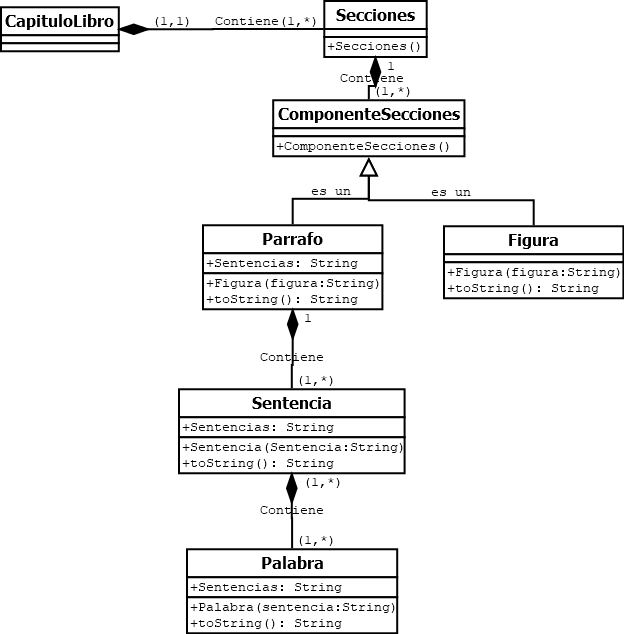 CapituloLibro
(1,1)
Contiene(1,*)
Secciones
+Secciones()
1
Contiene
(1,*)
ComponenteSecciones
+ComponenteSecciones()
es un
es un
Parrafo
+Sentencias: String
+Figura(figura:String)
+toString(): String
Figura
+Figura(figura:String)
+toString(): String
1
Contiene
(1,*)
Sentencia
+Sentencias: String
+Sentencia(Sentencia:String)
+toString(): String
(1,*)
Contiene
(1,*)
Palabra
+Sentencias: String
+Palabra(sentencia:String)
+toString(): String